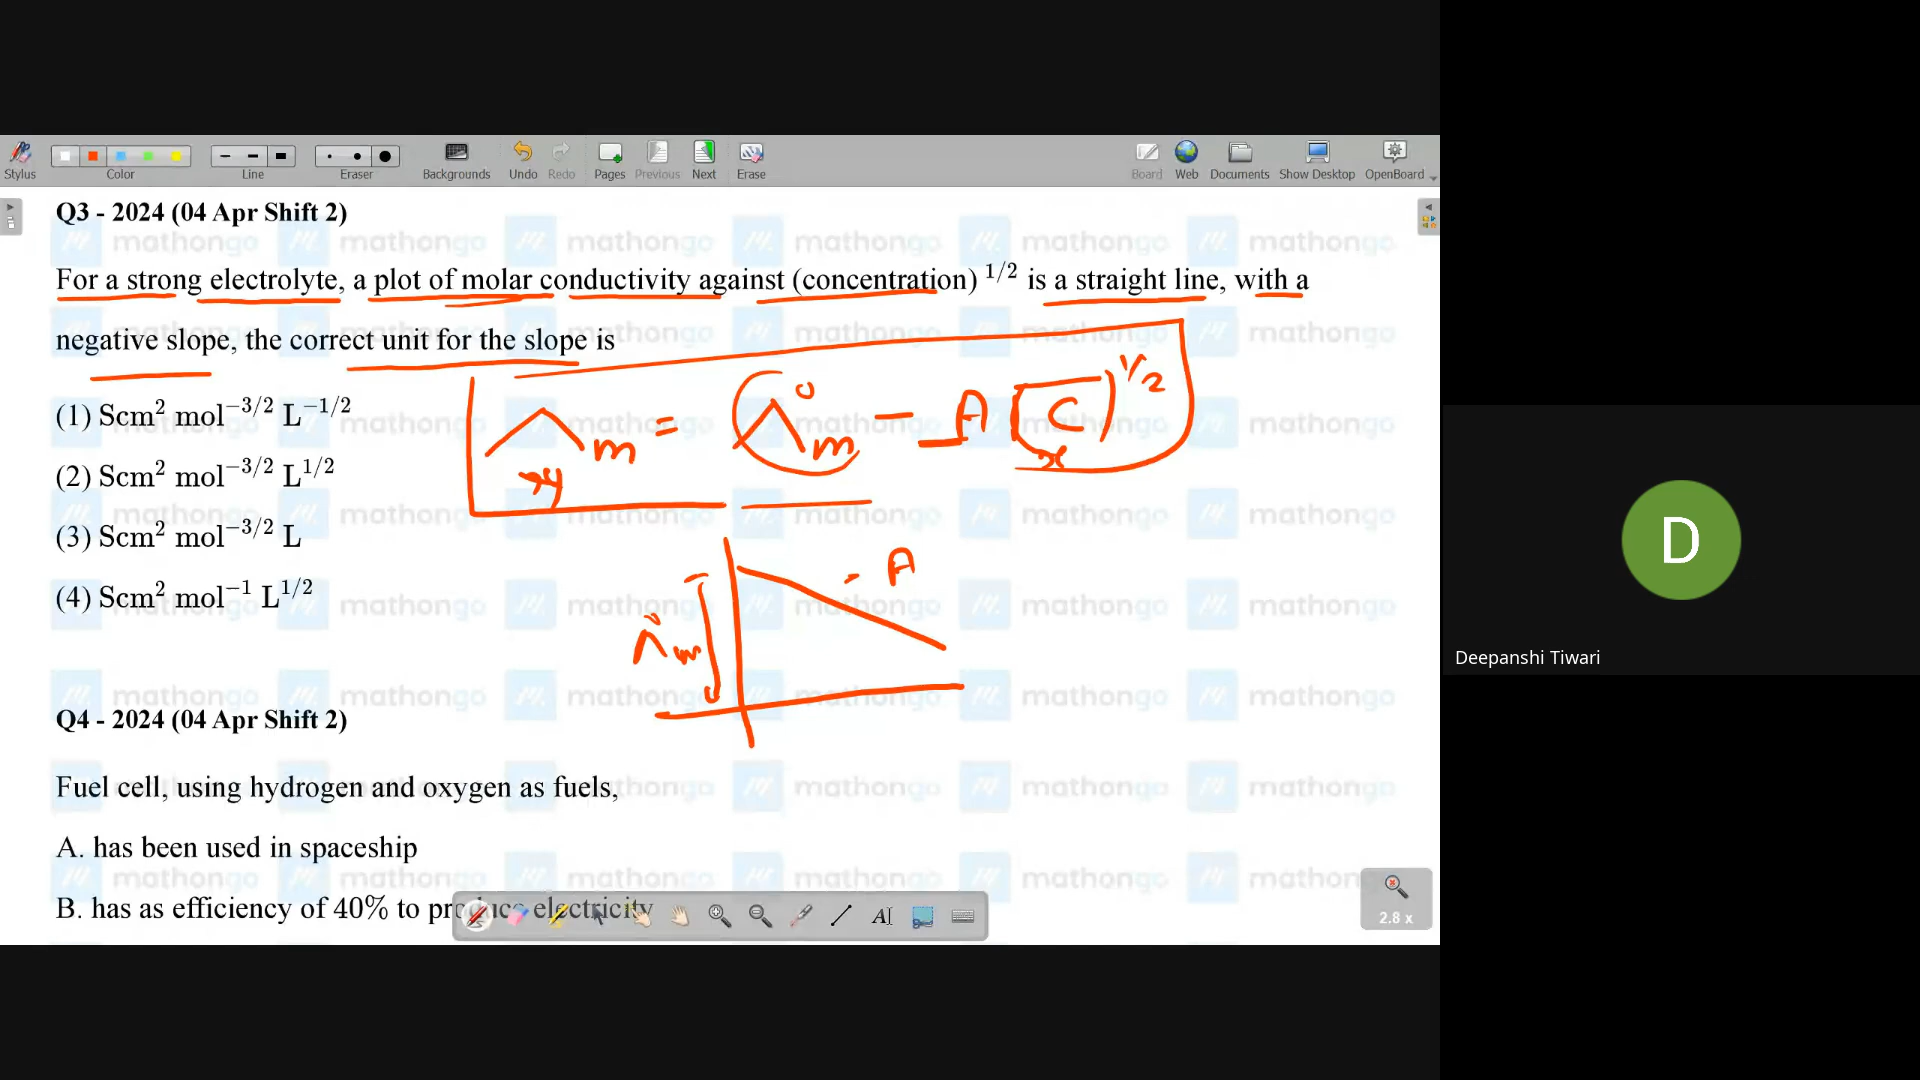 Stylus
Color
Line
Eraser
Backgrounds
Undo
Redo
Pages
Previous
Next
Erase
Board
Web
Documents
Show Desktop
OpenBoard
Q3 - 2024 (04 Apr Shift 2)
For a strong electrolyte, a plot of molar conductivity against (concentration) 1/2 is a straight line, with a
negative slope, the correct unit for the slope is
(1) Scm² mol⁻³/² L⁻¹/²
(2) Scm² mol⁻³/² L¹/²
(3) Scm² mol⁻³/² L
(4) Scm² mol⁻¹ L¹/²
Λm = Λ°m - A (C)^1/2
y
x
- A
Λ°m
Q4 - 2024 (04 Apr Shift 2)
Fuel cell, using hydrogen and oxygen as fuels,
A. has been used in spaceship
B. has as efficiency of 40% to produce electricity
mathongo
2.8 x
D
Deepanshi Tiwari